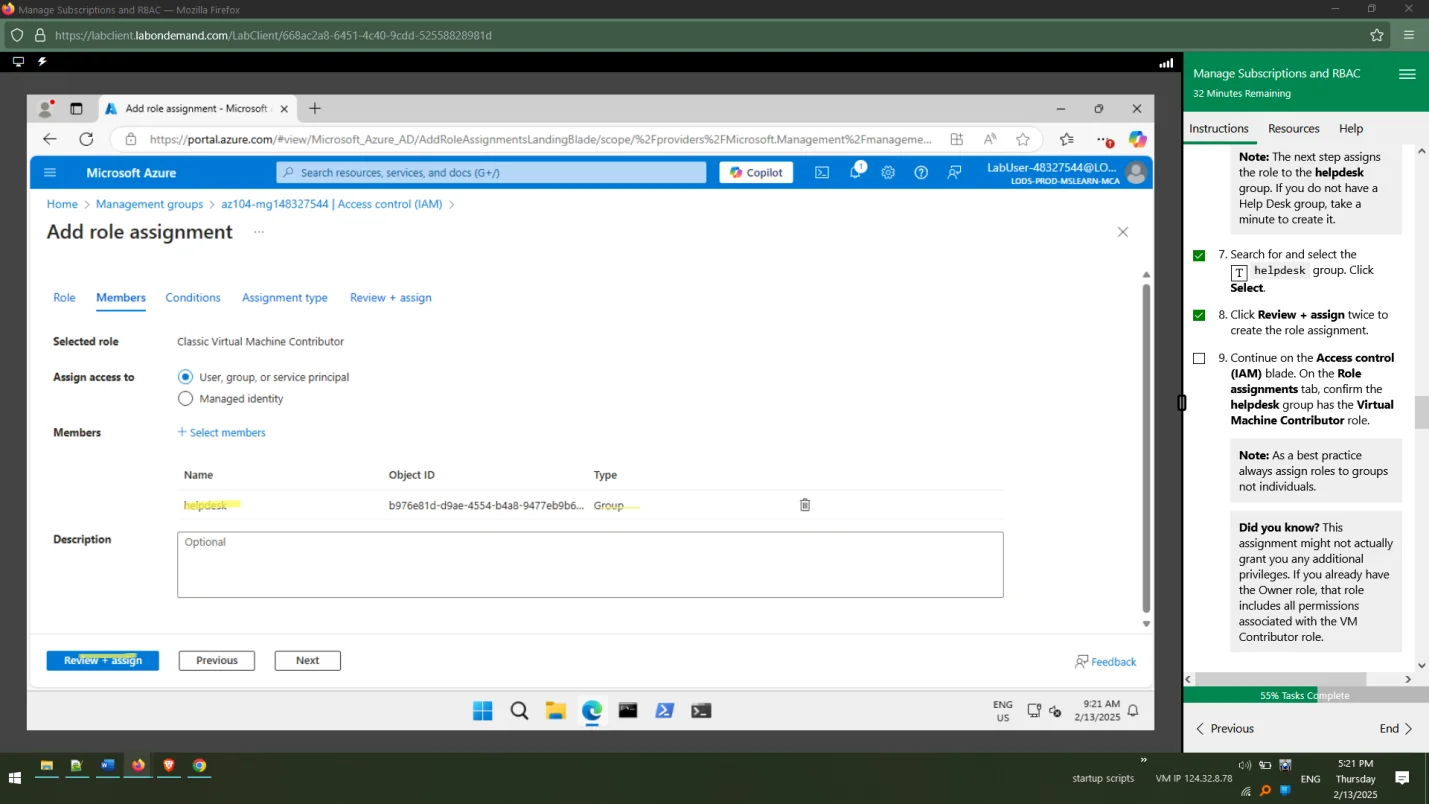 Manage Subscriptions and RBAC — Mozilla Firefox
https://labclient.labondemand.com/LabClient/668ac2a8-6451-4c40-9cdd-52558828981d
Add role assignment - Microsoft
https://portal.azure.com/#view/Microsoft_Azure_AD/AddRoleAssignmentsLandingBlade/scope/%2Fproviders%2FMicrosoft.Management%2Fmanageme...
Microsoft Azure
Search resources, services, and docs (G+/)
Copilot
1
LabUser-48327544@LO...
LODS-PROD-MSLEARN-MCA
Home > Management groups > az104-mg148327544 | Access control (IAM) >
Add role assignment ...
Role Members Conditions Assignment type Review + assign
Selected role Classic Virtual Machine Contributor
Assign access to User, group, or service principal
Managed identity
Members + Select members
Name Object ID Type
helpdesk b976e81d-d9ae-4554-b4a8-9477eb9b6... Group
Description Optional
Review + assign Previous Next Feedback
ENG
US
9:21 AM
2/13/2025
Manage Subscriptions and RBAC
32 Minutes Remaining
Instructions Resources Help
Note: The next step assigns
the role to the helpdesk
group. If you do not have a
Help Desk group, take a
minute to create it.
7. Search for and select the
T helpdesk group. Click
Select.
8. Click Review + assign twice to
create the role assignment.
9. Continue on the Access control
(IAM) blade. On the Role
assignments tab, confirm the
helpdesk group has the Virtual
Machine Contributor role.
Note: As a best practice
always assign roles to groups
not individuals.
Did you know? This
assignment might not actually
grant you any additional
privileges. If you already have
the Owner role, that role
includes all permissions
associated with the VM
Contributor role.
55% Tasks Complete
< Previous End >
startup scripts
VM IP 124.32.8.78
ENG
5:21 PM
Thursday
2/13/2025